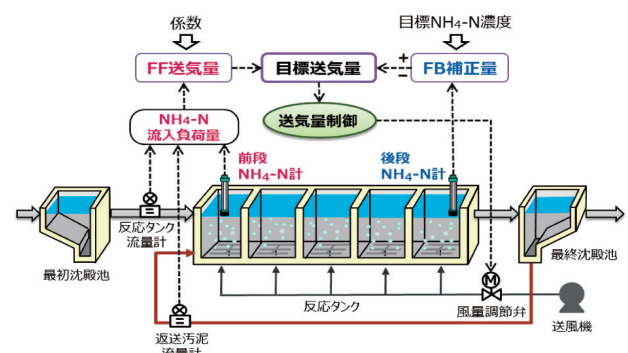 係数
目標NH4-N濃度
FF送気量
目標送気量
+
−
FB補正量
NH4-N
流入負荷量
送気量制御
前段
NH4-N計
後段
NH4-N計
反応タンク
流量計
最初沈殿池
最終沈殿池
M
反応タンク
風量調節弁
送風機
返送汚泥
流量計